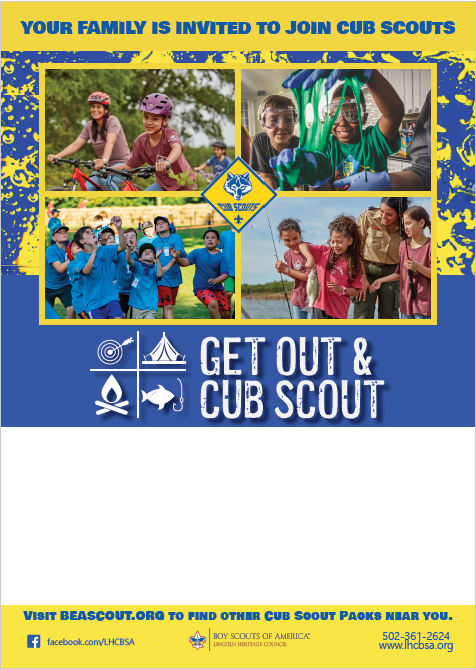 YOUR FAMILY IS INVITED TO JOIN CUB SCOUTS
CUB SCOUTS
GET OUT &
CUB SCOUT
VISIT BEASCOUT.ORG TO FIND OTHER CUB SCOUT PACKS NEAR YOU.
facebook.com/LHCBSA
BOY SCOUTS OF AMERICA®
LINCOLN HERITAGE COUNCIL
502-361-2624
www.lhcbsa.org